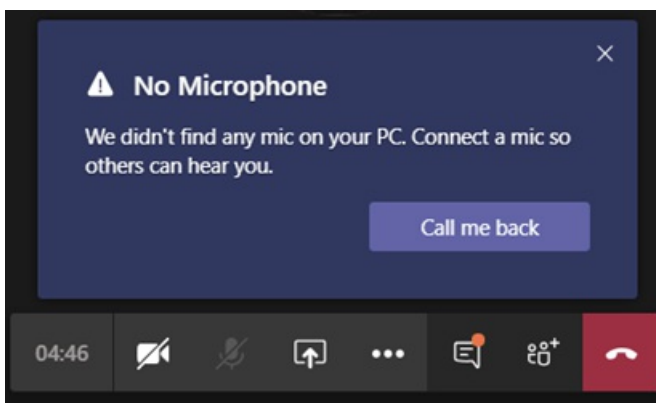 No Microphone
We didn't find any mic on your PC. Connect a mic so
others can hear you.
Call me back
04:46